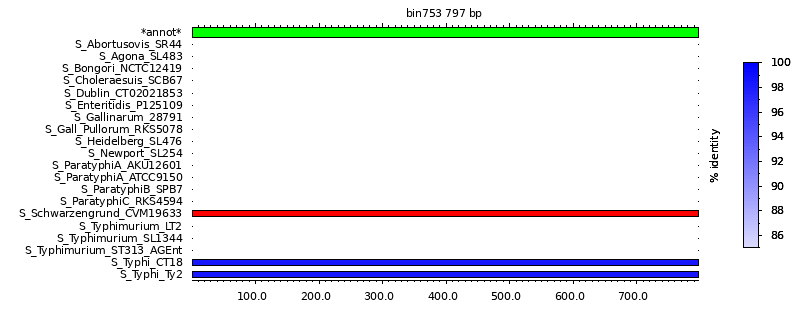 bin753 797 bp
*annot*
S_Abortusovis_SR44
S_Agona_SL483
S_Bongori_NCTC12419
S_Choleraesuis_SCB67
S_Dublin_CT02021853
S_Enteritidis_P125109
S_Gallinarum_28791
S_Gall_Pullorum_RKS5078
S_Heidelberg_SL476
S_Newport_SL254
S_ParatyphiA_AKU12601
S_ParatyphiA_ATCC9150
S_ParatyphiB_SPB7
S_ParatyphiC_RKS4594
S_Schwarzengrund_CVM19633
S_Typhimurium_LT2
S_Typhimurium_SL1344
S_Typhimurium_ST313_AGEnt
S_Typhi_CT18
S_Typhi_Ty2
100.0 200.0 300.0 400.0 500.0 600.0 700.0
% identity
100
98
96
94
92
90
88
86